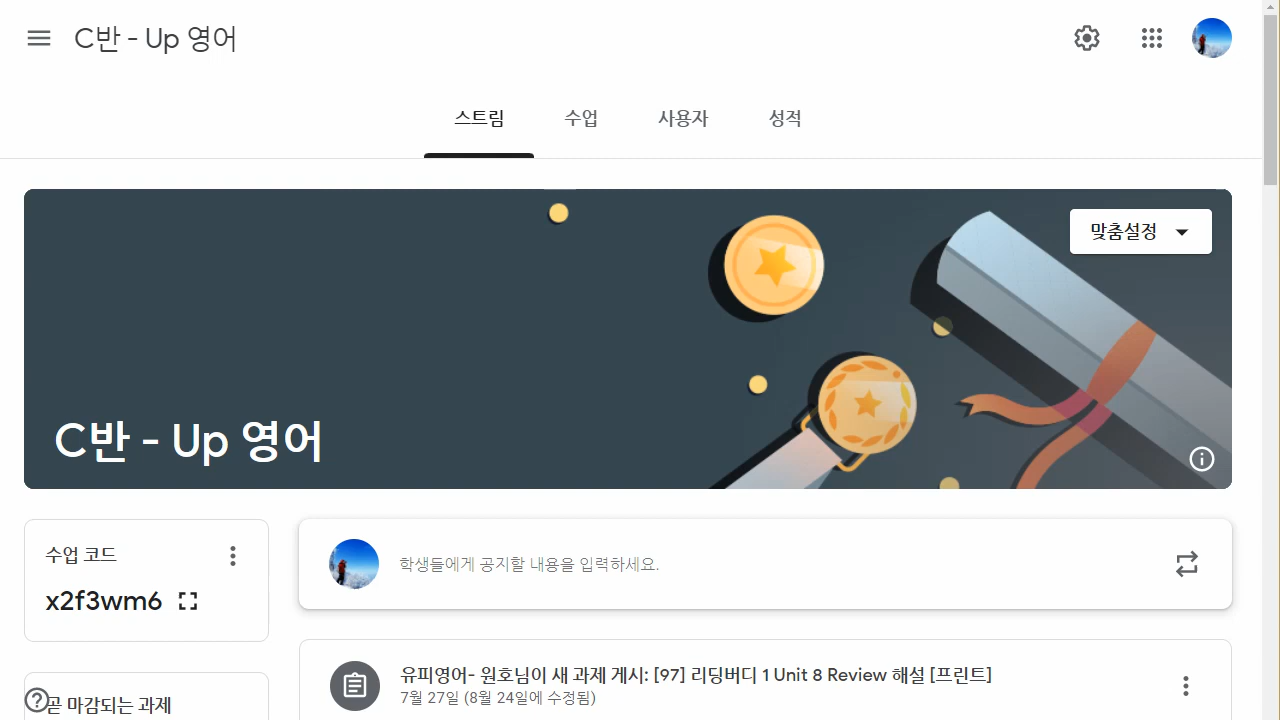 C반 - Up 영어
스트림 수업 사용자 성적
맞춤설정
C반 - Up 영어
수업 코드
x2f3wm6
학생들에게 공지할 내용을 입력하세요.
유피영어- 원호님이 새 과제 게시: [97] 리딩버디 1 Unit 8 Review 해설 [프린트]
7월 27일 (8월 24일에 수정됨)
곧 마감되는 과제